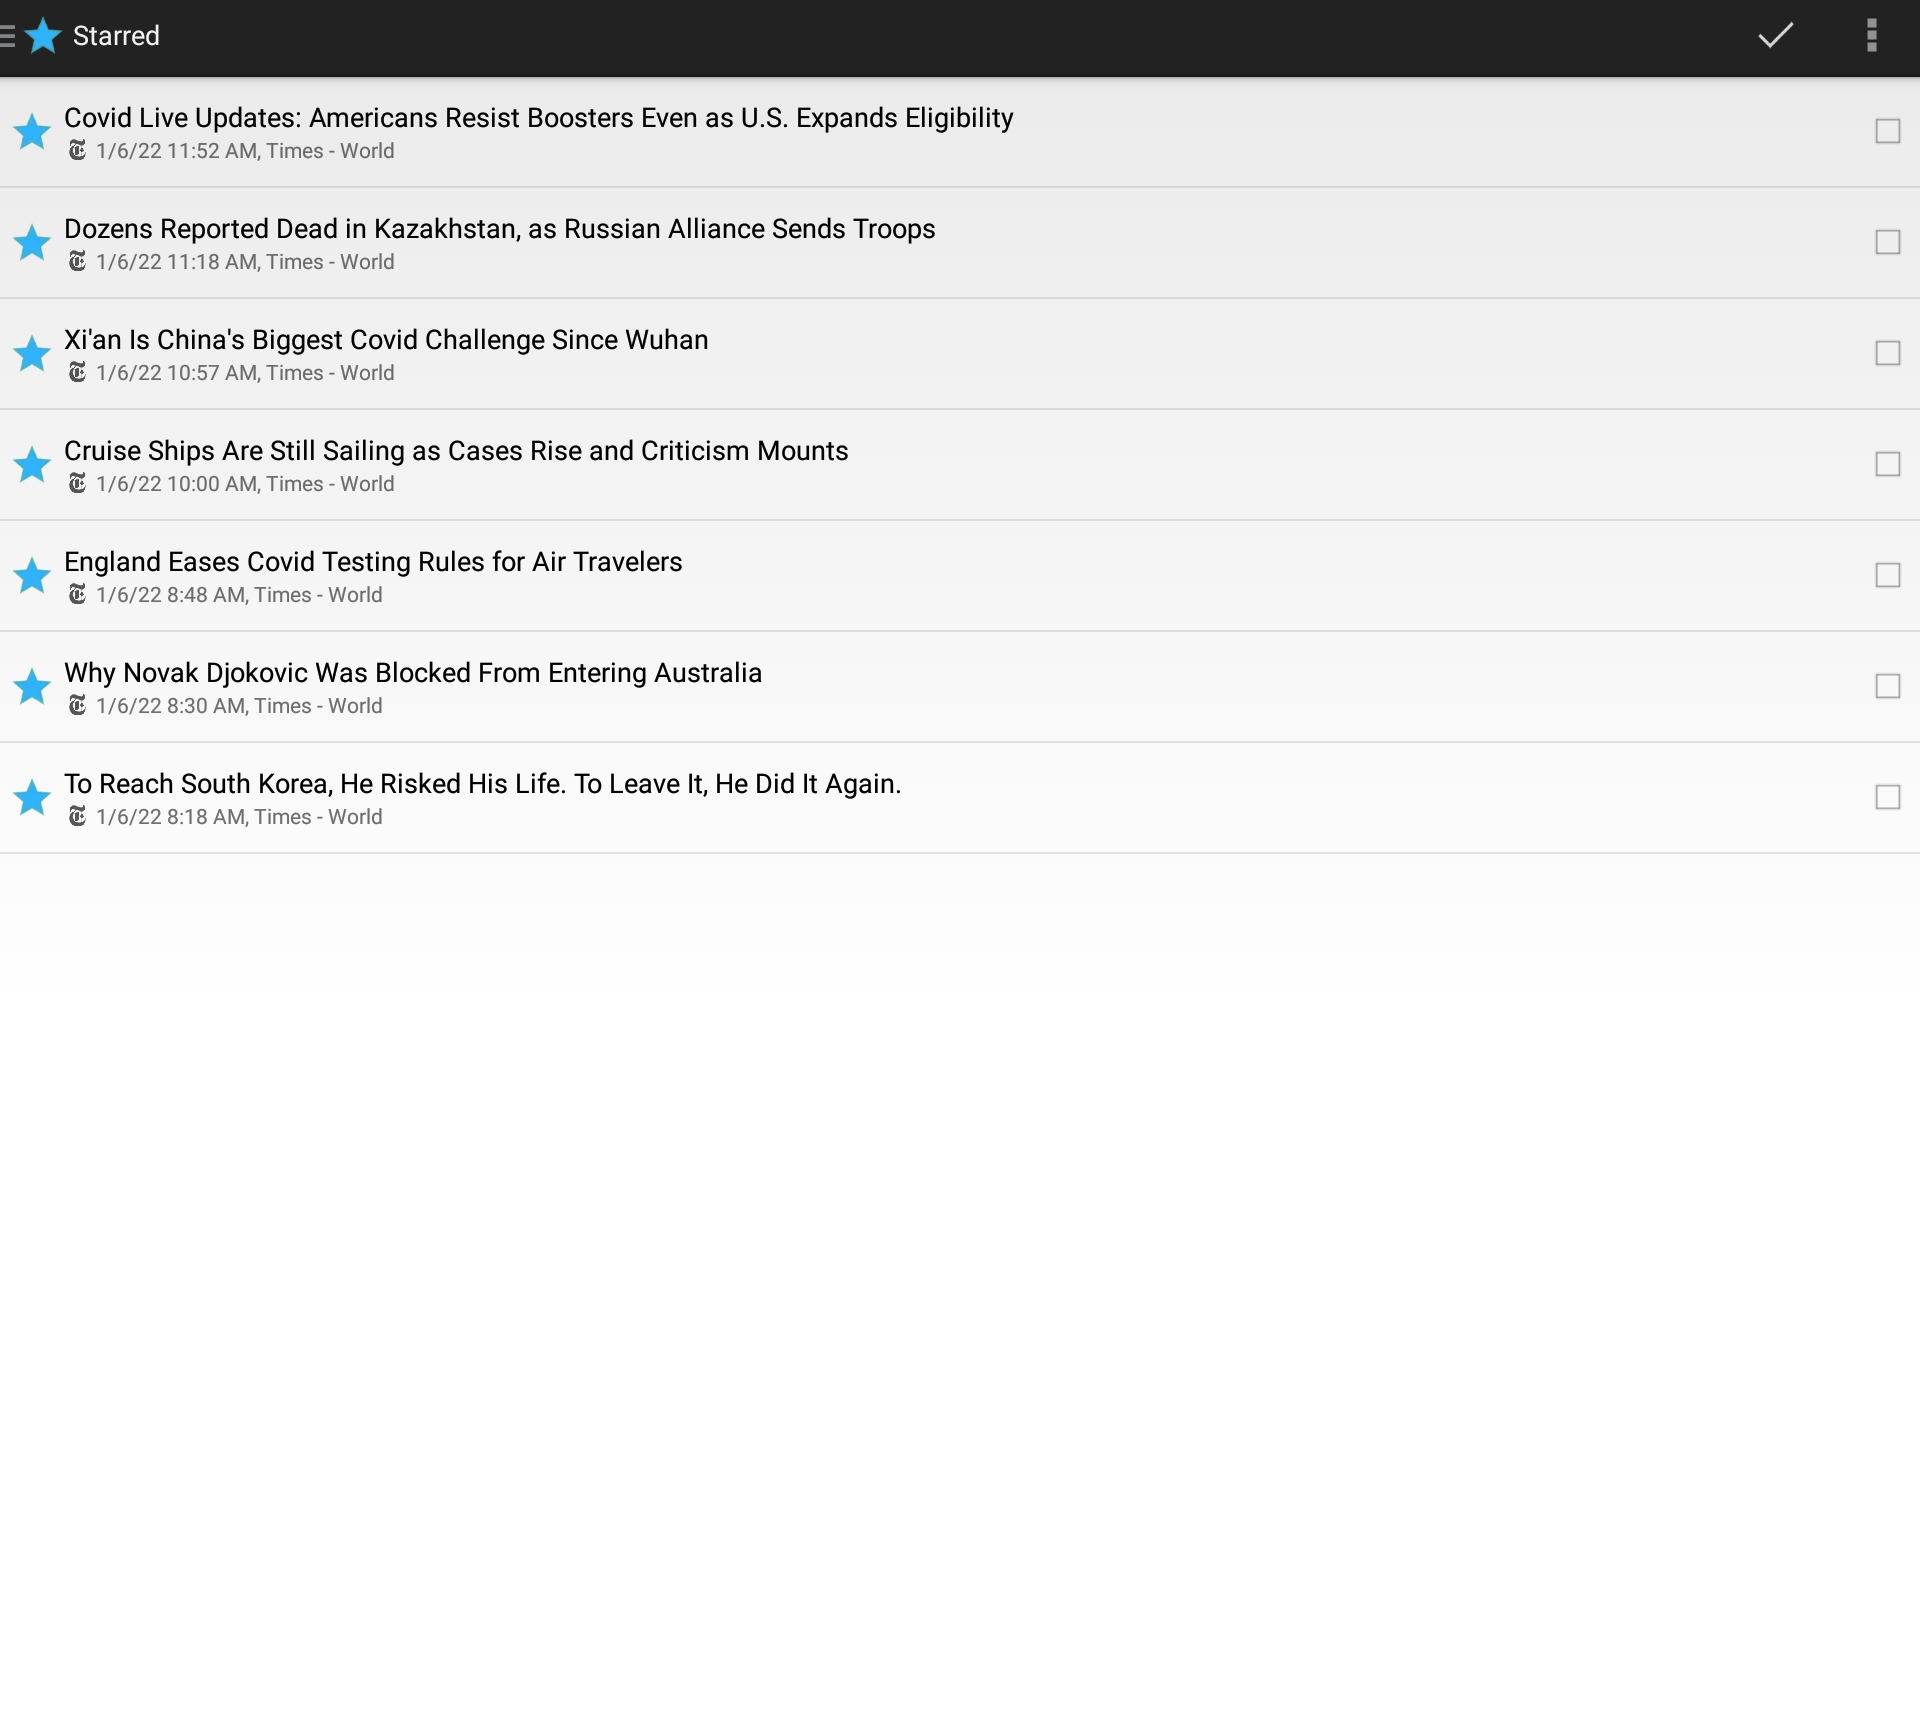 Starred
Covid Live Updates: Americans Resist Boosters Even as U.S. Expands Eligibility
1/6/22 11:52 AM, Times - World
Dozens Reported Dead in Kazakhstan, as Russian Alliance Sends Troops
1/6/22 11:18 AM, Times - World
Xi'an Is China's Biggest Covid Challenge Since Wuhan
1/6/22 10:57 AM, Times - World
Cruise Ships Are Still Sailing as Cases Rise and Criticism Mounts
1/6/22 10:00 AM, Times - World
England Eases Covid Testing Rules for Air Travelers
1/6/22 8:48 AM, Times - World
Why Novak Djokovic Was Blocked From Entering Australia
1/6/22 8:30 AM, Times - World
To Reach South Korea, He Risked His Life. To Leave It, He Did It Again.
1/6/22 8:18 AM, Times - World